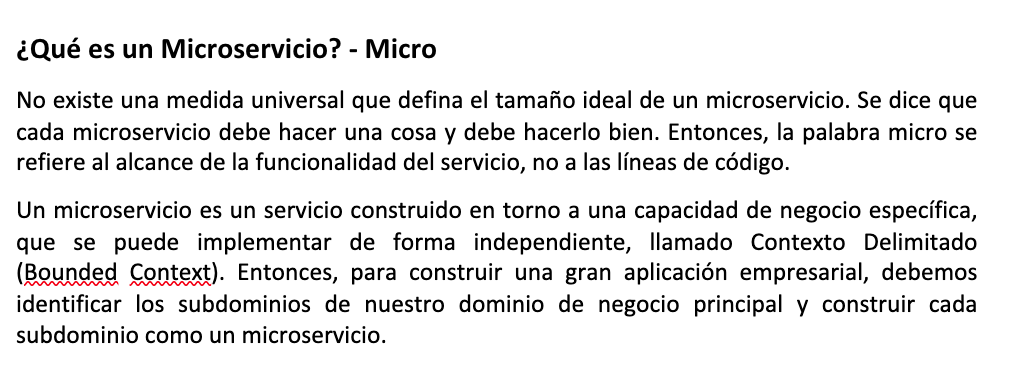 ¿Qué es un Microservicio? - Micro
No existe una medida universal que defina el tamaño ideal de un microservicio. Se dice que
cada microservicio debe hacer una cosa y debe hacerlo bien. Entonces, la palabra micro se
refiere al alcance de la funcionalidad del servicio, no a las líneas de código.
Un microservicio es un servicio construido en torno a una capacidad de negocio específica,
que se puede implementar de forma independiente, llamado Contexto Delimitado
(Bounded Context). Entonces, para construir una gran aplicación empresarial, debemos
identificar los subdominios de nuestro dominio de negocio principal y construir cada
subdominio como un microservicio.